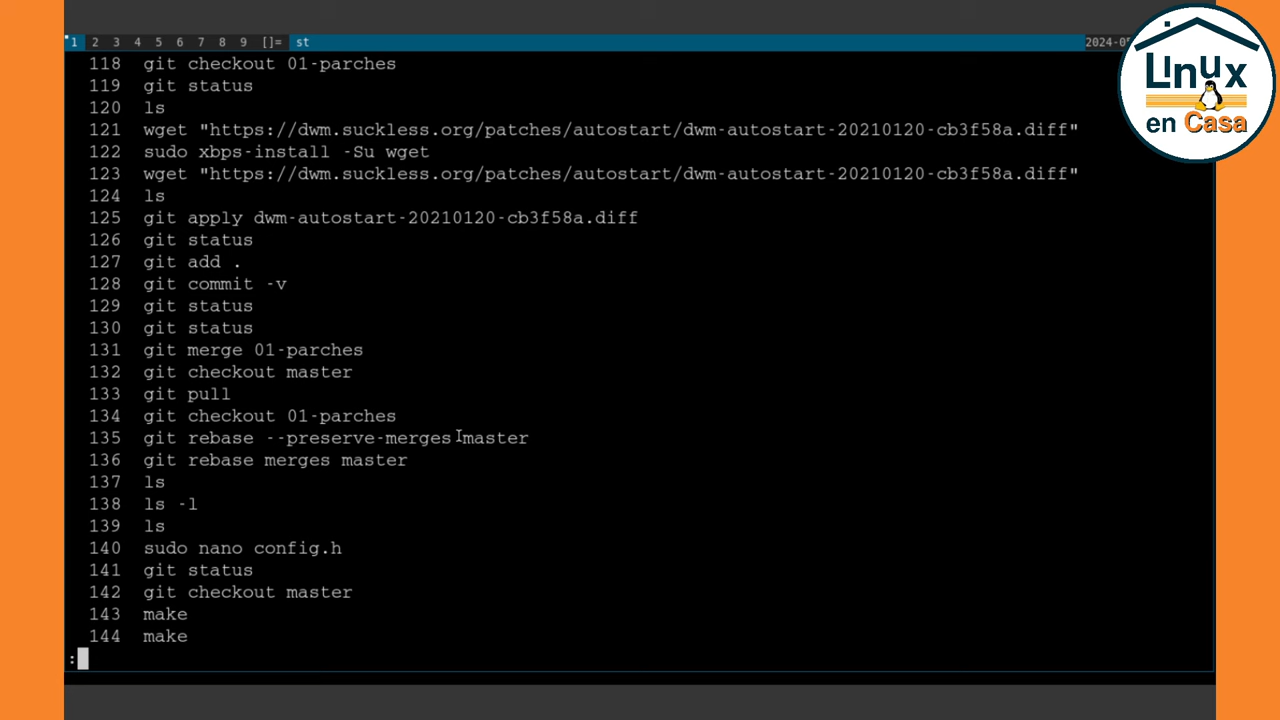 1 2 3 4 5 6 7 8 9 []= st 2024-05
118 git checkout 01-parches
119 git status
120 ls
121 wget "https://dwm.suckless.org/patches/autostart/dwm-autostart-20210120-cb3f58a.diff"
122 sudo xbps-install -Su wget
123 wget "https://dwm.suckless.org/patches/autostart/dwm-autostart-20210120-cb3f58a.diff"
124 ls
125 git apply dwm-autostart-20210120-cb3f58a.diff
126 git status
127 git add .
128 git commit -v
129 git status
130 git status
131 git merge 01-parches
132 git checkout master
133 git pull
134 git checkout 01-parches
135 git rebase --preserve-merges master
136 git rebase merges master
137 ls
138 ls -l
139 ls
140 sudo nano config.h
141 git status
142 git checkout master
143 make
144 make
:
Linux
en Casa